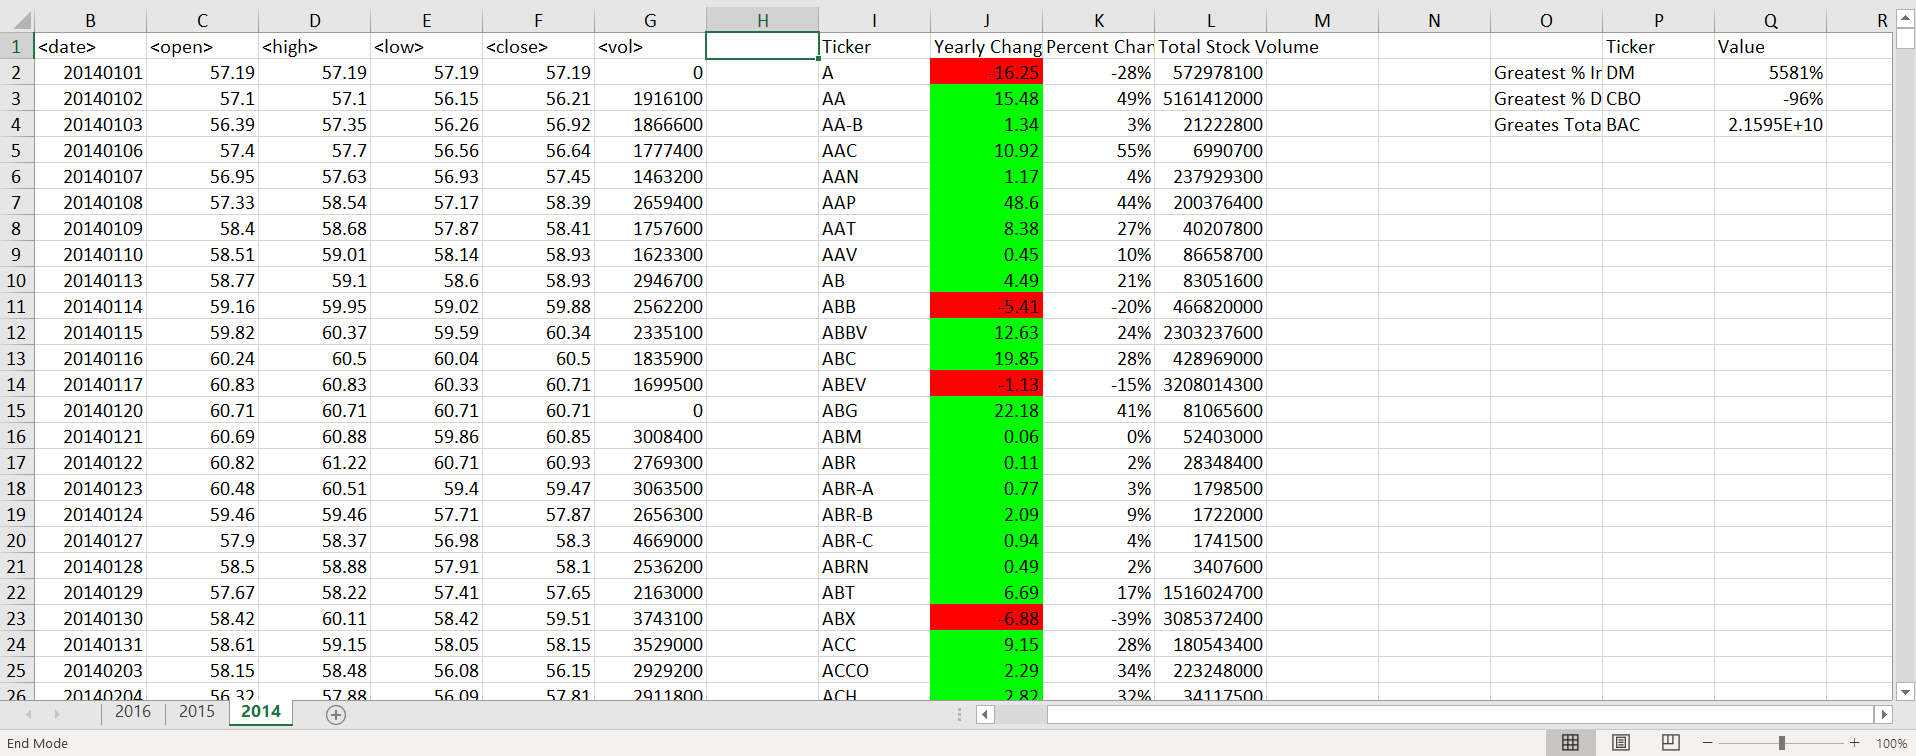 B C D E F G H I J K L M N O P Q R
1 <date> <open> <high> <low> <close> <vol> Ticker Yearly Chang Percent Chan Total Stock Volume Ticker Value
2 20140101 57.19 57.19 57.19 57.19 0 A -16.25 -28% 572978100 Greatest % In DM 5581%
3 20140102 57.1 57.1 56.15 56.21 1916100 AA 15.48 49% 5161412000 Greatest % D CBO -96%
4 20140103 56.39 57.35 56.26 56.92 1866600 AA-B 1.34 3% 21222800 Greates Tota BAC 2.1595E+10
5 20140106 57.4 57.7 56.56 56.64 1777400 AAC 10.92 55% 6990700
6 20140107 56.95 57.63 56.93 57.45 1463200 AAN 1.17 4% 237929300
7 20140108 57.33 58.54 57.17 58.39 2659400 AAP 48.6 44% 200376400
8 20140109 58.4 58.68 57.87 58.41 1757600 AAT 8.38 27% 40207800
9 20140110 58.51 59.01 58.14 58.93 1623300 AAV 0.45 10% 86658700
10 20140113 58.77 59.1 58.6 58.93 2946700 AB 4.49 21% 83051600
11 20140114 59.16 59.95 59.02 59.88 2562200 ABB -5.41 -20% 466820000
12 20140115 59.82 60.37 59.59 60.34 2335100 ABBV 12.63 24% 2303237600
13 20140116 60.24 60.5 60.04 60.5 1835900 ABC 19.85 28% 428969000
14 20140117 60.83 60.83 60.33 60.71 1699500 ABEV -1.13 -15% 3208014300
15 20140120 60.71 60.71 60.71 60.71 0 ABG 22.18 41% 81065600
16 20140121 60.69 60.88 59.86 60.85 3008400 ABM 0.06 0% 52403000
17 20140122 60.82 61.22 60.71 60.93 2769300 ABR 0.11 2% 28348400
18 20140123 60.48 60.51 59.4 59.47 3063500 ABR-A 0.77 3% 1798500
19 20140124 59.46 59.46 57.71 57.87 2656300 ABR-B 2.09 9% 1722000
20 20140127 57.9 58.37 56.98 58.3 4669000 ABR-C 0.94 4% 1741500
21 20140128 58.5 58.88 57.91 58.1 2536200 ABRN 0.49 2% 3407600
22 20140129 57.67 58.22 57.41 57.65 2163000 ABT 6.69 17% 1516024700
23 20140130 58.42 60.11 58.42 59.51 3743100 ABX -6.88 -39% 3085372400
24 20140131 58.61 59.15 58.05 58.15 3529000 ACC 9.15 28% 180543400
25 20140203 58.15 58.48 56.08 56.15 2929200 ACCO 2.29 34% 223248000
26 20140204 56.32 57.88 56.09 57.81 2911800 ACH 2.82 32% 34117500
2016 2015 2014
End Mode 100%